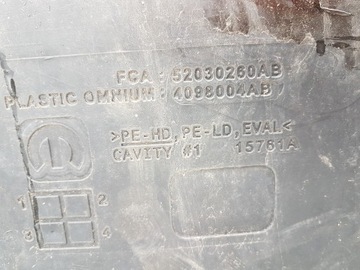 FCA : 52030260AB
PLASTIC OMNIUM : 4098004AB
>PE-HD, PE-LD, EVAL<
CAVITY #1 15761A
1 2
3 4